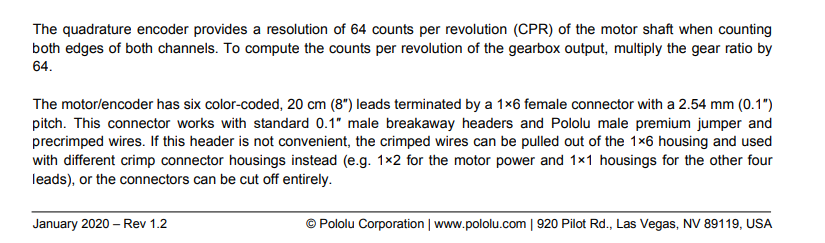 The quadrature encoder provides a resolution of 64 counts per revolution (CPR) of the motor shaft when counting
both edges of both channels. To compute the counts per revolution of the gearbox output, multiply the gear ratio by
64.
The motor/encoder has six color-coded, 20 cm (8″) leads terminated by a 1×6 female connector with a 2.54 mm (0.1″)
pitch. This connector works with standard 0.1″ male breakaway headers and Pololu male premium jumper and
precrimped wires. If this header is not convenient, the crimped wires can be pulled out of the 1×6 housing and used
with different crimp connector housings instead (e.g. 1×2 for the motor power and 1×1 housings for the other four
leads), or the connectors can be cut off entirely.
January 2020 – Rev 1.2 © Pololu Corporation | www.pololu.com | 920 Pilot Rd., Las Vegas, NV 89119, USA